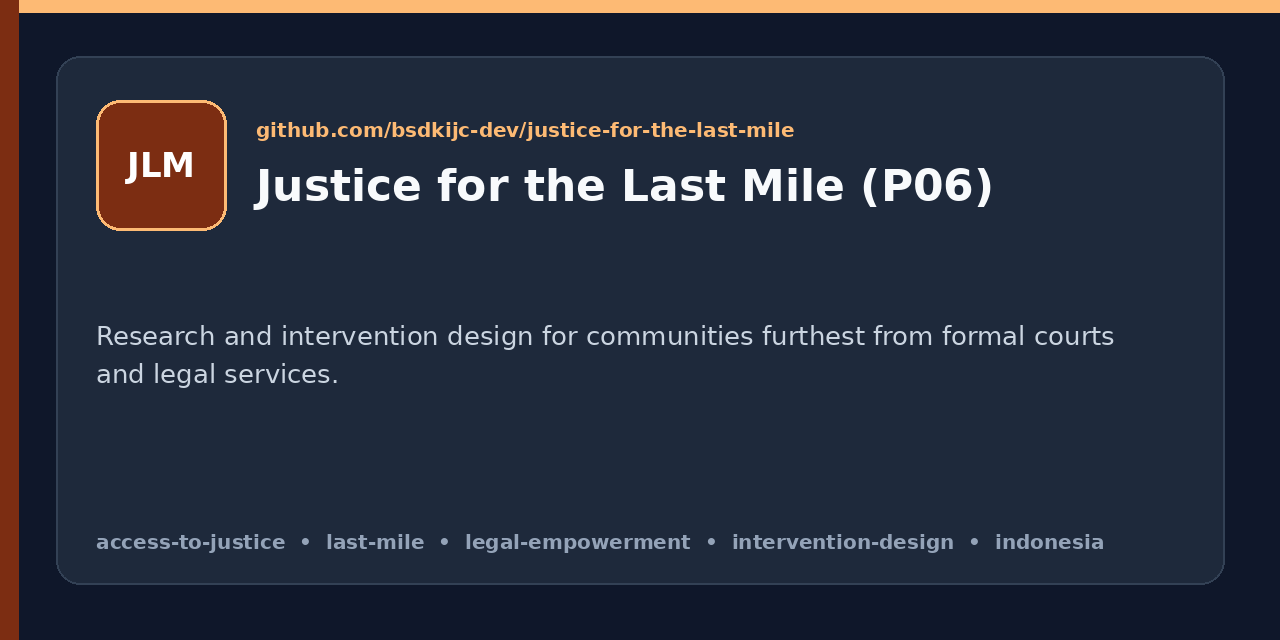 JLM
github.com/bsdkijc-dev/justice-for-the-last-mile
Justice for the Last Mile (P06)
Research and intervention design for communities furthest from formal courts
and legal services.
access-to-justice • last-mile • legal-empowerment • intervention-design • indonesia